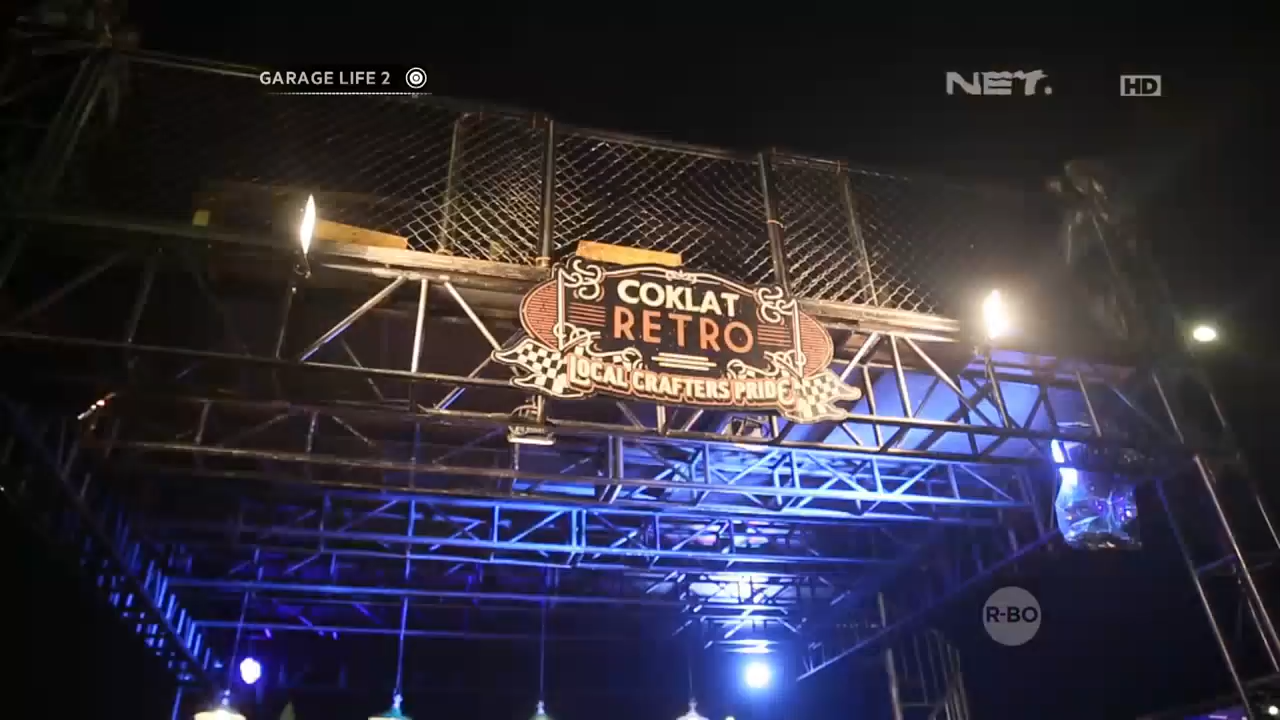 GARAGE LIFE 2
NET.
HD
COKLAT
RETRO
LOCAL CRAFTERS PRIDE
R-BO